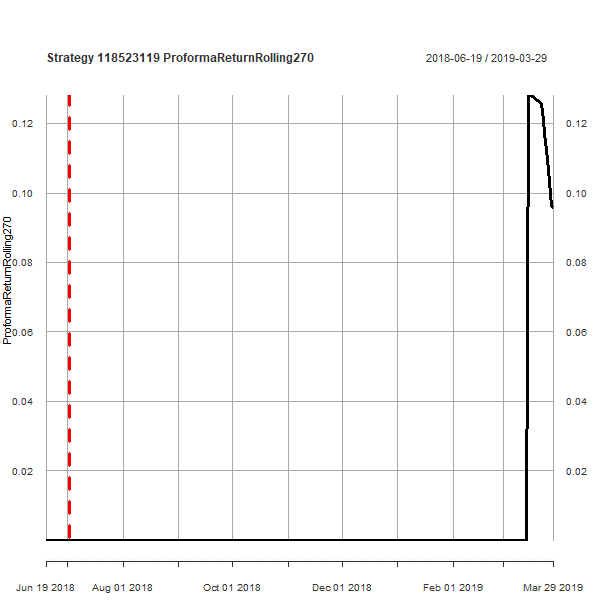 Strategy 118523119 ProformaReturnRolling270
2018-06-19 / 2019-03-29
0.12 0.12
0.10 0.10
0.08 0.08
0.06 0.06
0.04 0.04
0.02 0.02
ProformaReturnRolling270
Jun 19 2018 Aug 01 2018 Oct 01 2018 Dec 01 2018 Feb 01 2019 Mar 29 2019